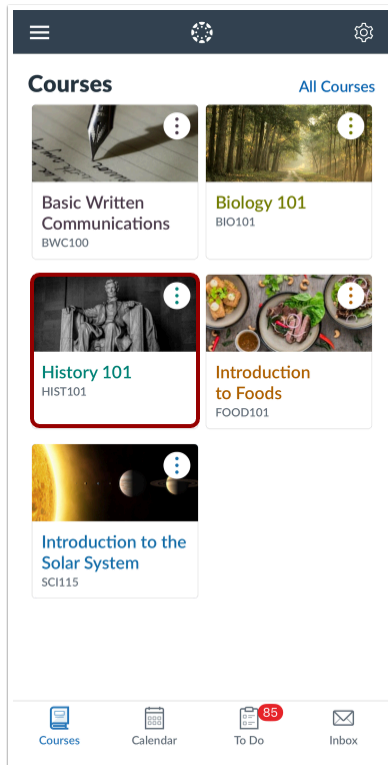 Courses
All Courses
Basic Written
Communications
BWC100
Biology 101
BIO101
History 101
HIST101
Introduction
to Foods
FOOD101
Introduction to the
Solar System
SCI115
85
Courses
Calendar
To Do
Inbox